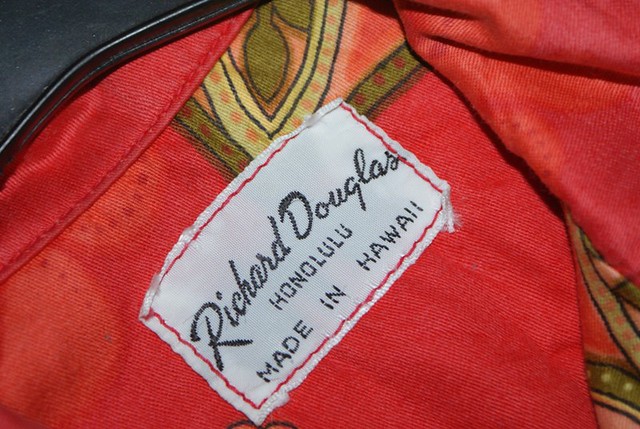 Richard Douglas
HONOLULU
MADE IN HAWAII